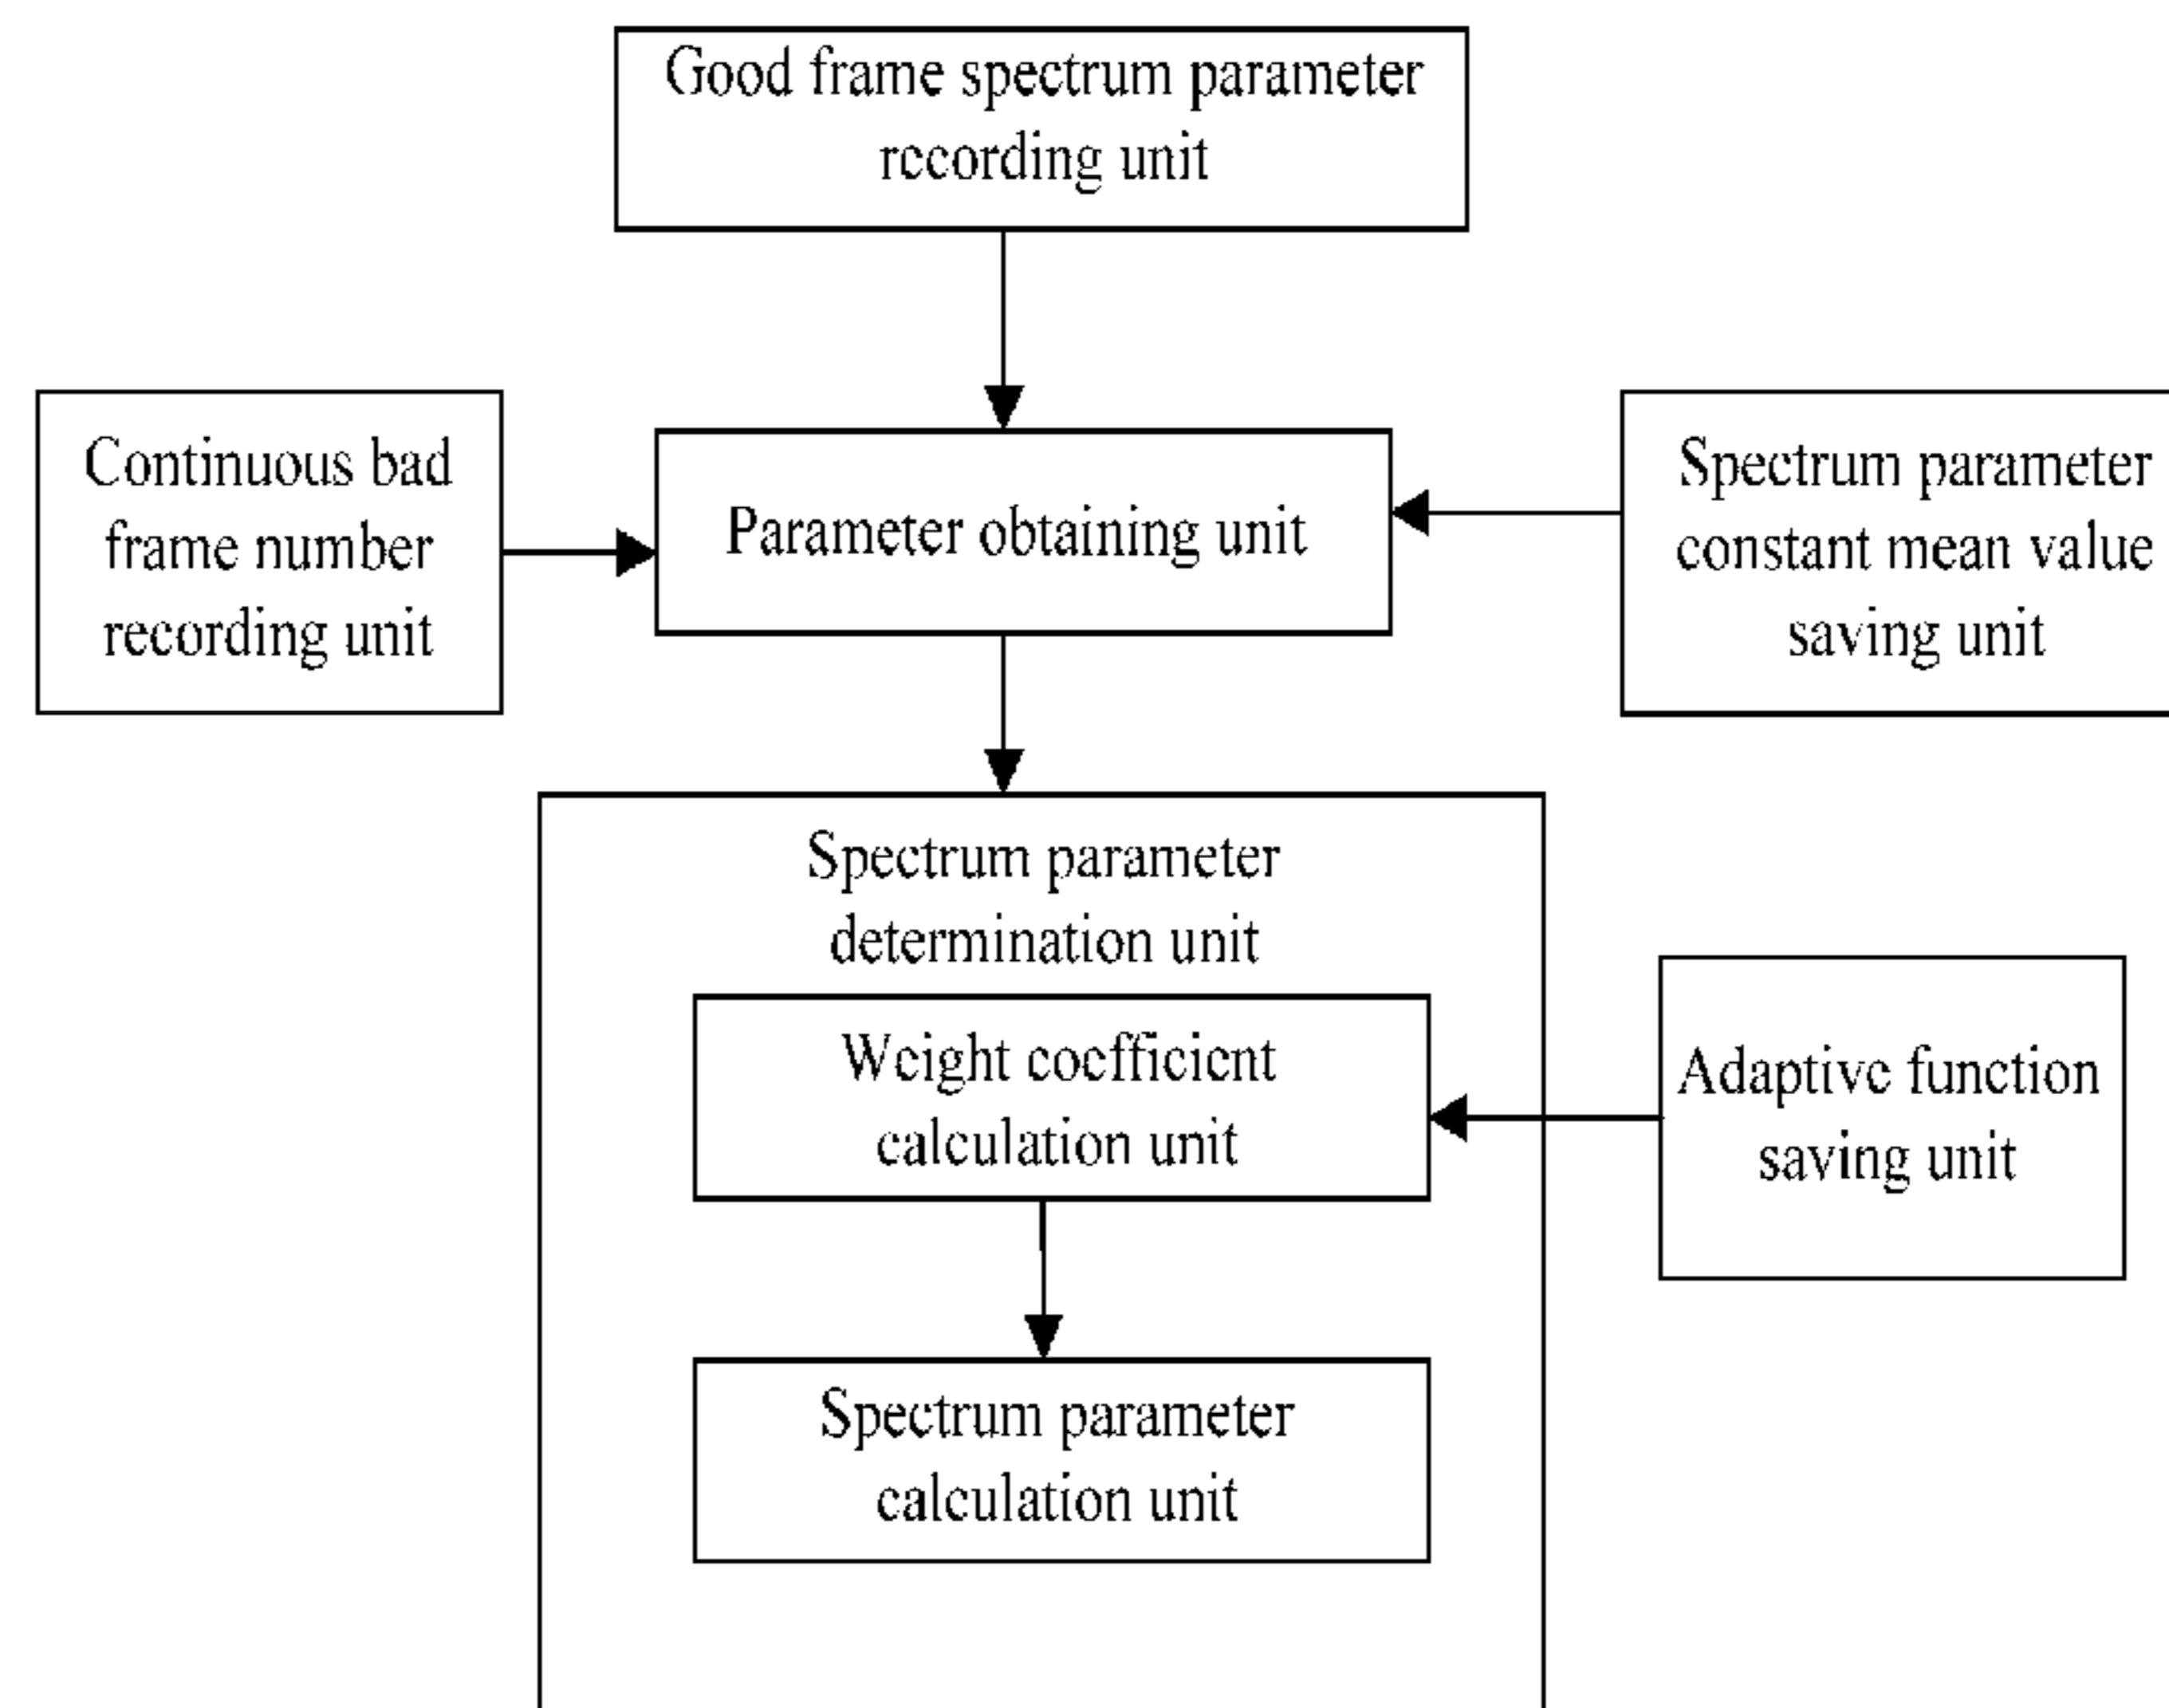 Good frame spectrum parameter
recording unit
Continuous bad
frame number
recording unit
Parameter obtaining unit
Spectrum parameter
constant mean value
saving unit
Spectrum parameter
determination unit
Weight coefficient
calculation unit
Adaptive function
saving unit
Spectrum parameter
calculation unit